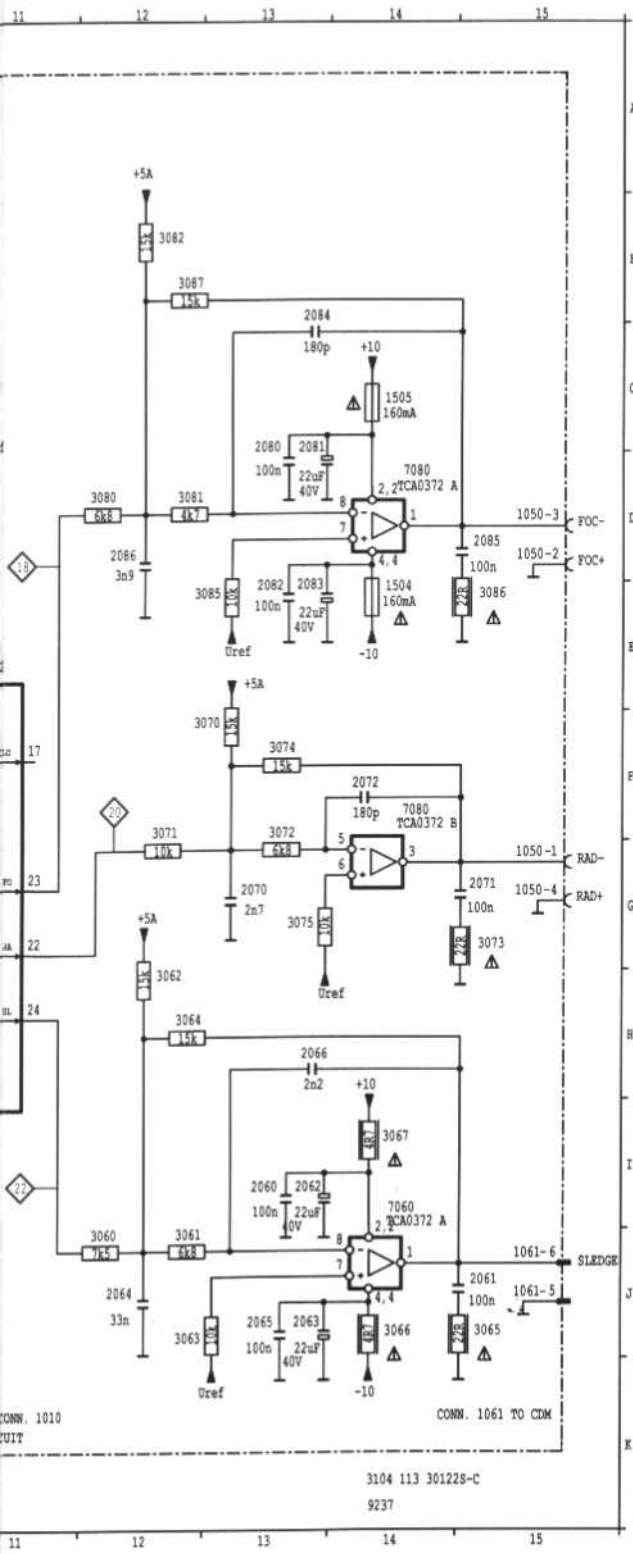 11 12 13 14 15
A
+5A
15k 3082
B
3087
15k
2084
180p
+10
C
1505
160mA
2080 2081
100n 22uF
40V
7080
TCA0372 A
2,2
3080 3081
6k8 4k7
8
7
1
1050-3 FOC-
D
4,4
2086
3n9
18
2085
100n
1050-2 FOC+
3085 10k
2082 2083
100n 22uF
40V
1504
160mA
22R 3086
Uref
-10
E
+5A
3070 15k
17
3074
15k
F
2072
180p
7080
TCA0372 B
20
3071 3072
10k 6k8
5
6
3
1050-1 RAD-
23
2070
2n7
2071
100n
1050-4 RAD+
G
+5A
3075 10k
22R 3073
22
15k 3062
Uref
24
3064
15k
H
2066
2n2
+10
4R7 3067
I
22
2060 2062
100n 22uF
40V
7060
TCA0372 A
2,2
3060 3061
7k5 6k8
8
7
1
1061-6 SLEDGE
4,4
2064
33n
2061
100n
1061-5
J
3063 10k
2065 2063
100n 22uF
40V
4R7 3066
22R 3065
Uref
-10
CONN. 1010
CONN. 1061 TO CDM
K
3104 113 30122S-C
9237
11 12 13 14 15